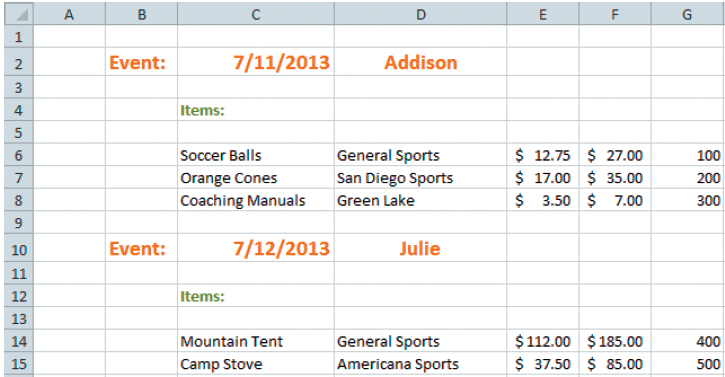 A B C D E F G
1
2 Event: 7/11/2013 Addison
3
4 Items:
5
6 Soccer Balls General Sports $ 12.75 $ 27.00 100
7 Orange Cones San Diego Sports $ 17.00 $ 35.00 200
8 Coaching Manuals Green Lake $ 3.50 $ 7.00 300
9
10 Event: 7/12/2013 Julie
11
12 Items:
13
14 Mountain Tent General Sports $112.00 $185.00 400
15 Camp Stove Americana Sports $ 37.50 $ 85.00 500